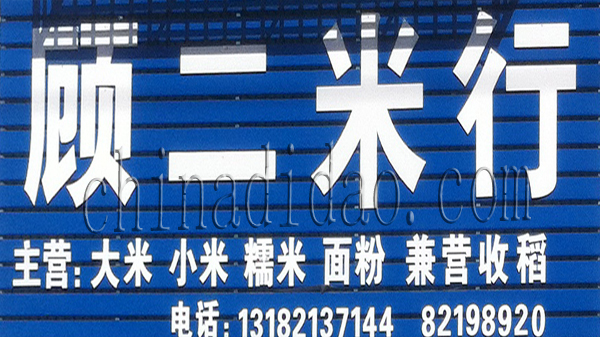 顾二米行
chinadidao.com
主营:大米 小米 糯米 面粉 兼营收稻
电话:13182137144 82198920